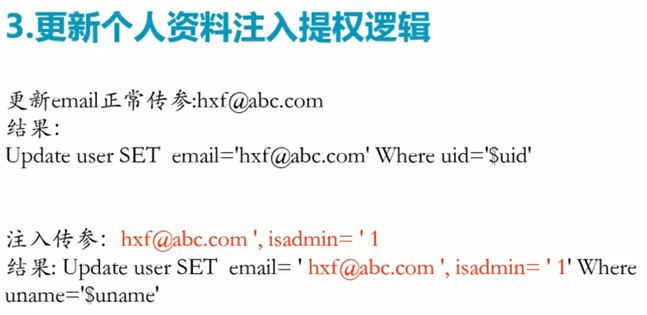 3.更新个人资料注入提权逻辑
更新email正常传参:hxf@abc.com
结果：
Update user SET  email='hxf@abc.com' Where uid='$uid'
注入传参：hxf@abc.com ', isadmin= ' 1
结果: Update user SET  email= ' hxf@abc.com ', isadmin= ' 1' Where
uname='$uname'